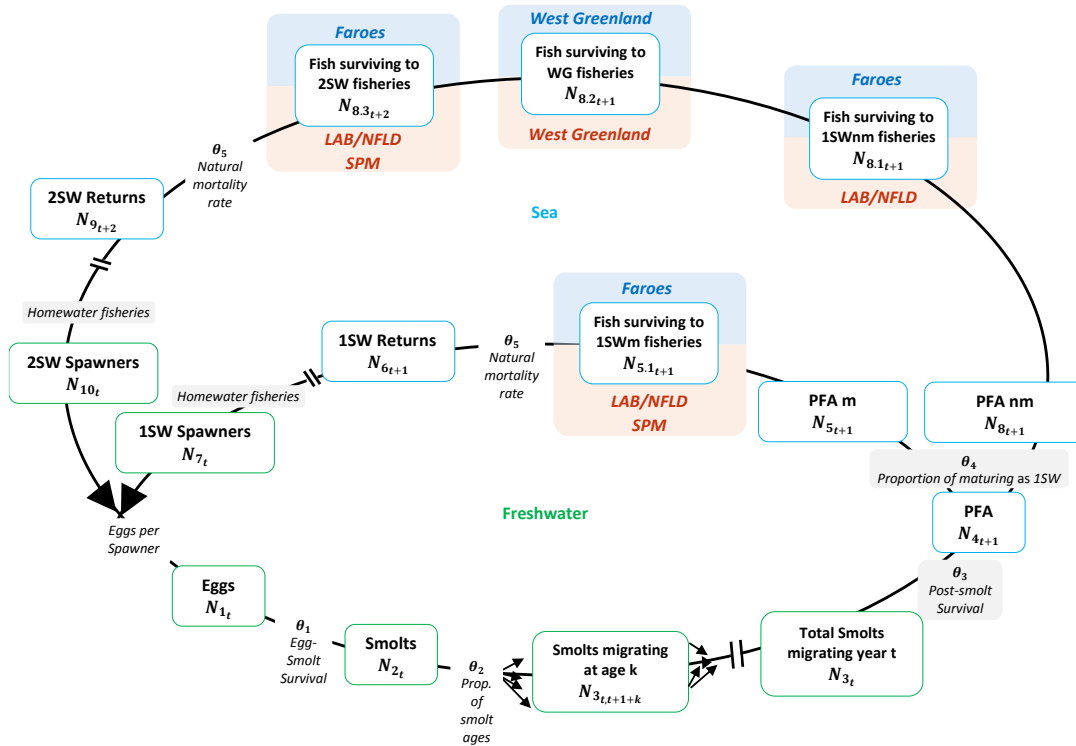 Faroes
Fish surviving to
2SW fisheries
N8.3t+2
LAB/NFLD
SPM
West Greenland
Fish surviving to
WG fisheries
N8.2t+1
West Greenland
Faroes
Fish surviving to
1SWnm fisheries
N8.1t+1
LAB/NFLD
θ5
Natural
mortality
rate
2SW Returns
N9t+2
Sea
Homewater fisheries
2SW Spawners
N10t
Faroes
Fish surviving to
1SWm fisheries
N5.1t+1
LAB/NFLD
SPM
θ5
Natural
mortality
rate
1SW Returns
N6t+1
Homewater fisheries
1SW Spawners
N7t
PFA m
N5t+1
PFA nm
N8t+1
θ4
Proportion of maturing as 1SW
PFA
N4t+1
Freshwater
θ3
Post-smolt
Survival
Eggs per
Spawner
Eggs
N1t
θ1
Egg-
Smolt
Survival
Smolts
N2t
θ2
Prop.
of
smolt
ages
Smolts migrating
at age k
N3t,t+1+k
Total Smolts
migrating year t
N3t